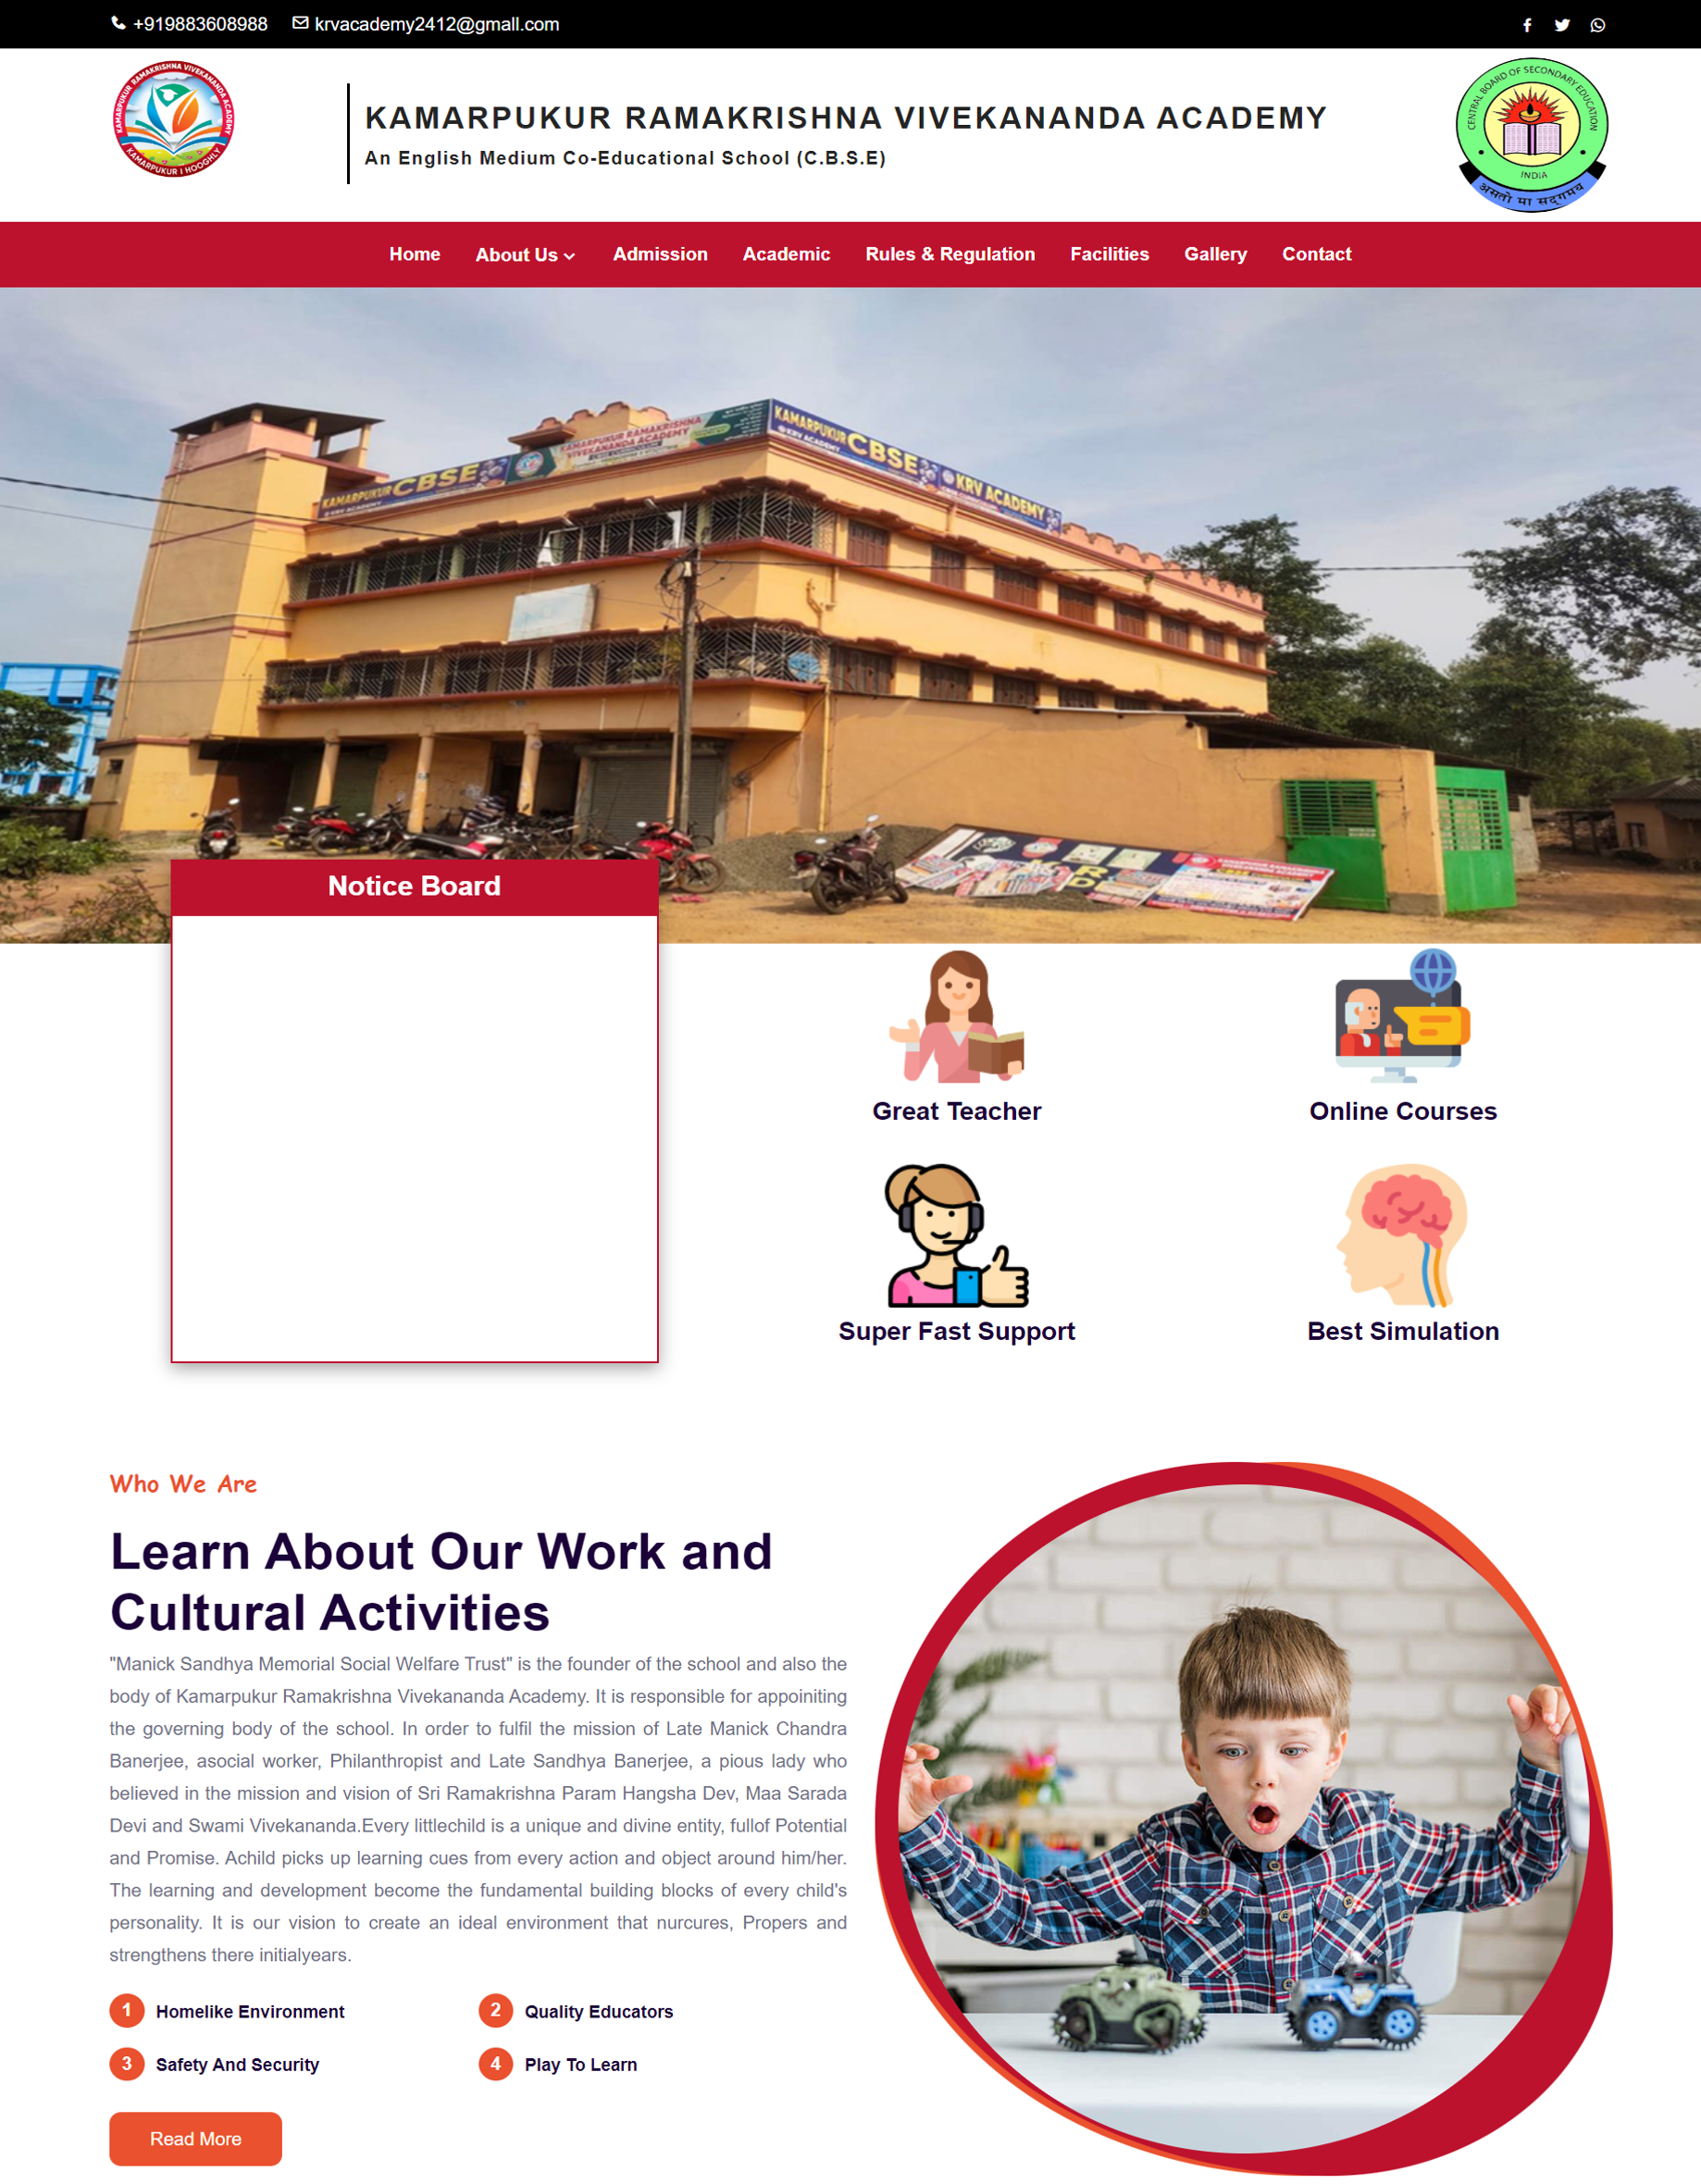 +919883608988 krvacademy2412@gmall.com
KAMARPUKUR RAMAKRISHNA VIVEKANANDA ACADEMY
KAMARPUKUR I HOOGHLY
KAMARPUKUR RAMAKRISHNA VIVEKANANDA ACADEMY
An English Medium Co-Educational School (C.B.S.E)
CENTRAL BOARD OF SECONDARY EDUCATION
INDIA
असतो मा सद्गमय
Home About Us Admission Academic Rules & Regulation Facilities Gallery Contact
KAMARPUKUR CBSE
KRV ACADEMY
KAMARPUKUR RAMAKRISHNA
VIVEKANANDA ACADEMY
KAMARPUKUR CBSE KRV ACADEMY
KRV ACADEMY
Notice Board
Great Teacher
Online Courses
Super Fast Support
Best Simulation
Who We Are
Learn About Our Work and
Cultural Activities
"Manick Sandhya Memorial Social Welfare Trust" is the founder of the school and also the
body of Kamarpukur Ramakrishna Vivekananda Academy. It is responsible for appoiniting
the governing body of the school. In order to fulfil the mission of Late Manick Chandra
Banerjee, asocial worker, Philanthropist and Late Sandhya Banerjee, a pious lady who
believed in the mission and vision of Sri Ramakrishna Param Hangsha Dev, Maa Sarada
Devi and Swami Vivekananda.Every littlechild is a unique and divine entity, fullof Potential
and Promise. Achild picks up learning cues from every action and object around him/her.
The learning and development become the fundamental building blocks of every child's
personality. It is our vision to create an ideal environment that nurcures, Propers and
strengthens there initialyears.
1 Homelike Environment
2 Quality Educators
3 Safety And Security
4 Play To Learn
Read More